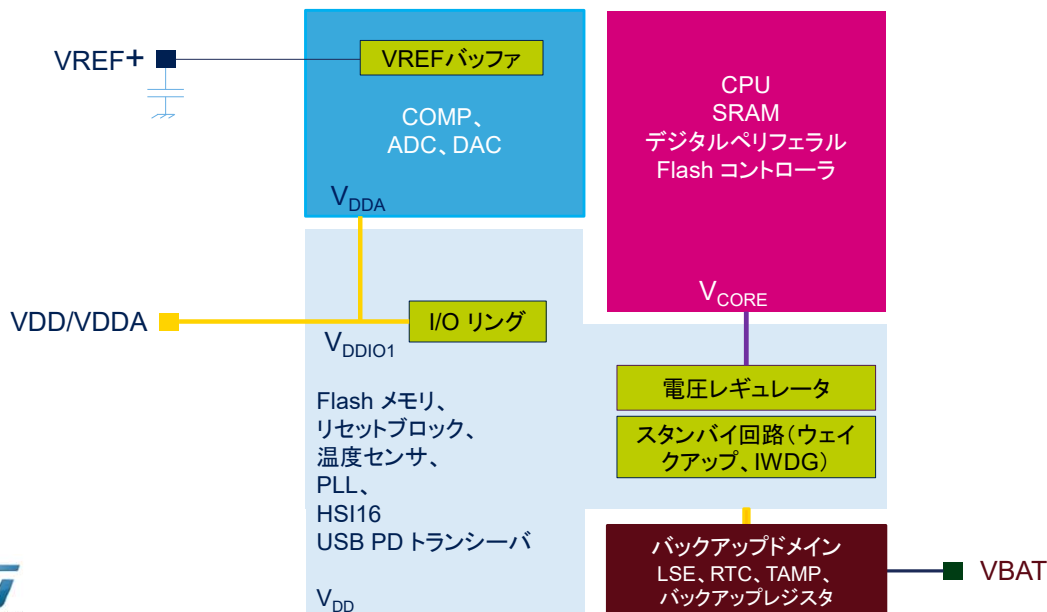 VREF+
VREFバッファ
COMP、
ADC、DAC
V_DDA
CPU
SRAM
デジタルペリフェラル
Flash コントローラ
V_CORE
VDD/VDDA
I/O リング
V_DDIO1
Flash メモリ、
リセットブロック、
温度センサ、
PLL、
HSI16
USB PD トランシーバ
V_DD
電圧レギュレータ
スタンバイ回路（ウェイ
クアップ、IWDG）
バックアップドメイン
LSE、RTC、TAMP、
バックアップレジスタ
VBAT